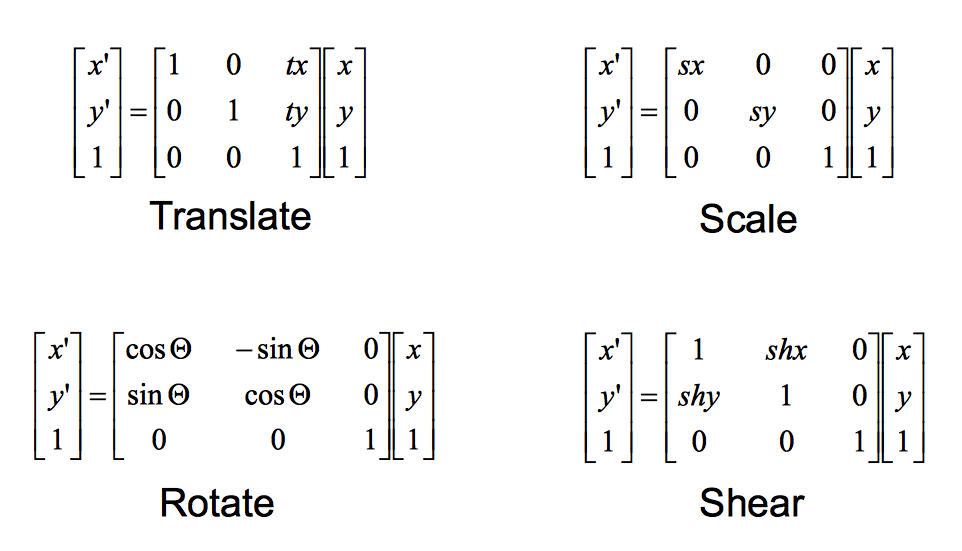 [x'] [1 0 tx] [x]
[y'] = [0 1 ty] [y]
[1] [0 0 1] [1]
Translate
[x'] [sx 0 0] [x]
[y'] = [0 sy 0] [y]
[1] [0 0 1] [1]
Scale
[x'] [cos Θ − sin Θ 0] [x]
[y'] = [sin Θ cos Θ 0] [y]
[1] [0 0 1] [1]
Rotate
[x'] [1 shx 0] [x]
[y'] = [shy 1 0] [y]
[1] [0 0 1] [1]
Shear